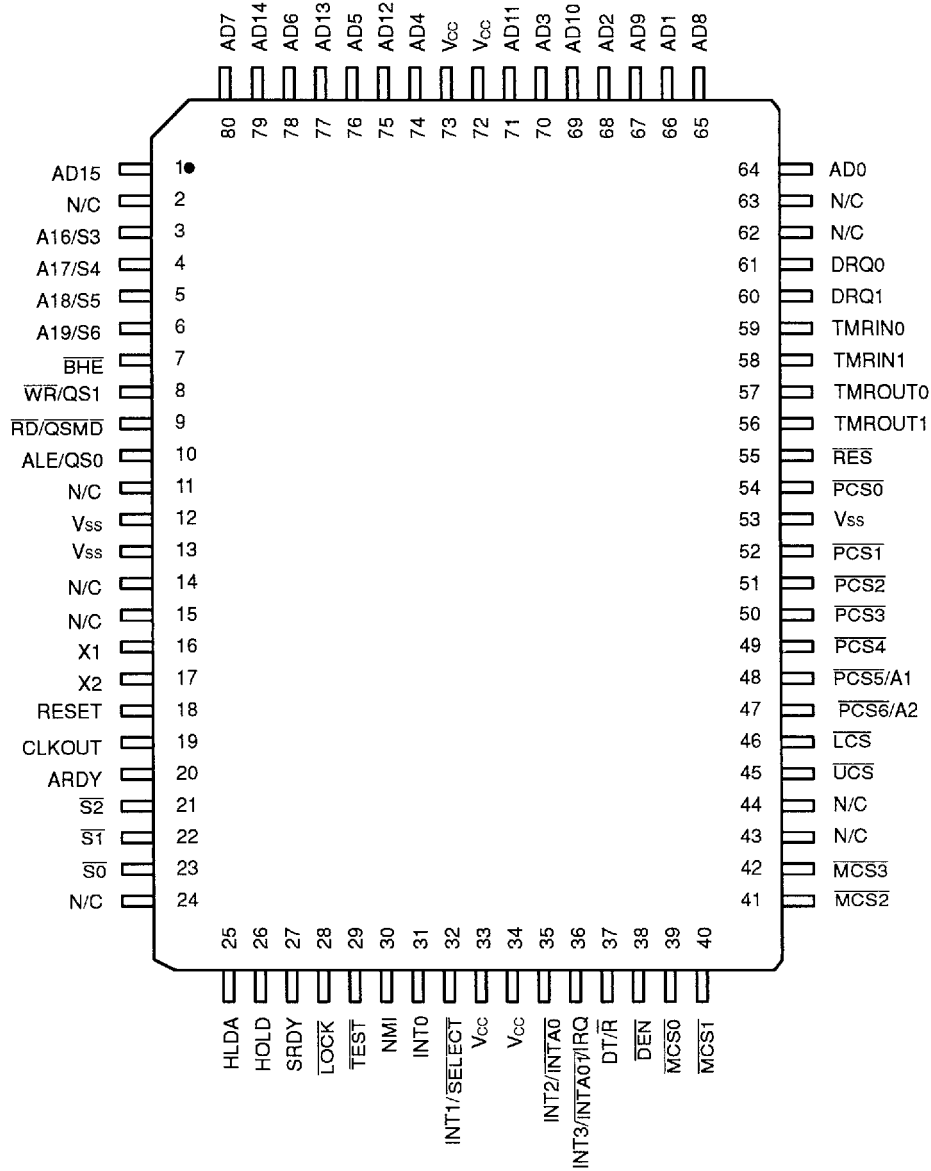 AD7 AD14 AD6 AD13 AD5 AD12 AD4 Vcc Vcc AD11 AD3 AD10 AD2 AD9 AD1 AD8
80 79 78 77 76 75 74 73 72 71 70 69 68 67 66 65
AD15 1 64 AD0
N/C 2 63 N/C
A16/S3 3 62 N/C
A17/S4 4 61 DRQ0
A18/S5 5 60 DRQ1
A19/S6 6 59 TMRIN0
BHE 7 58 TMRIN1
WR/QS1 8 57 TMROUT0
RD/QSMD 9 56 TMROUT1
ALE/QS0 10 55 RES
N/C 11 54 PCS0
Vss 12 53 Vss
Vss 13 52 PCS1
N/C 14 51 PCS2
N/C 15 50 PCS3
X1 16 49 PCS4
X2 17 48 PCS5/A1
RESET 18 47 PCS6/A2
CLKOUT 19 46 LCS
ARDY 20 45 UCS
S2 21 44 N/C
S1 22 43 N/C
S0 23 42 MCS3
N/C 24 41 MCS2
25 26 27 28 29 30 31 32 33 34 35 36 37 38 39 40
HLDA HOLD SRDY LOCK TEST NMI INT0 INT1/SELECT Vcc Vcc INT2/INTA0 INT3/INTA01/IRQ DT/R DEN MCS0 MCS1